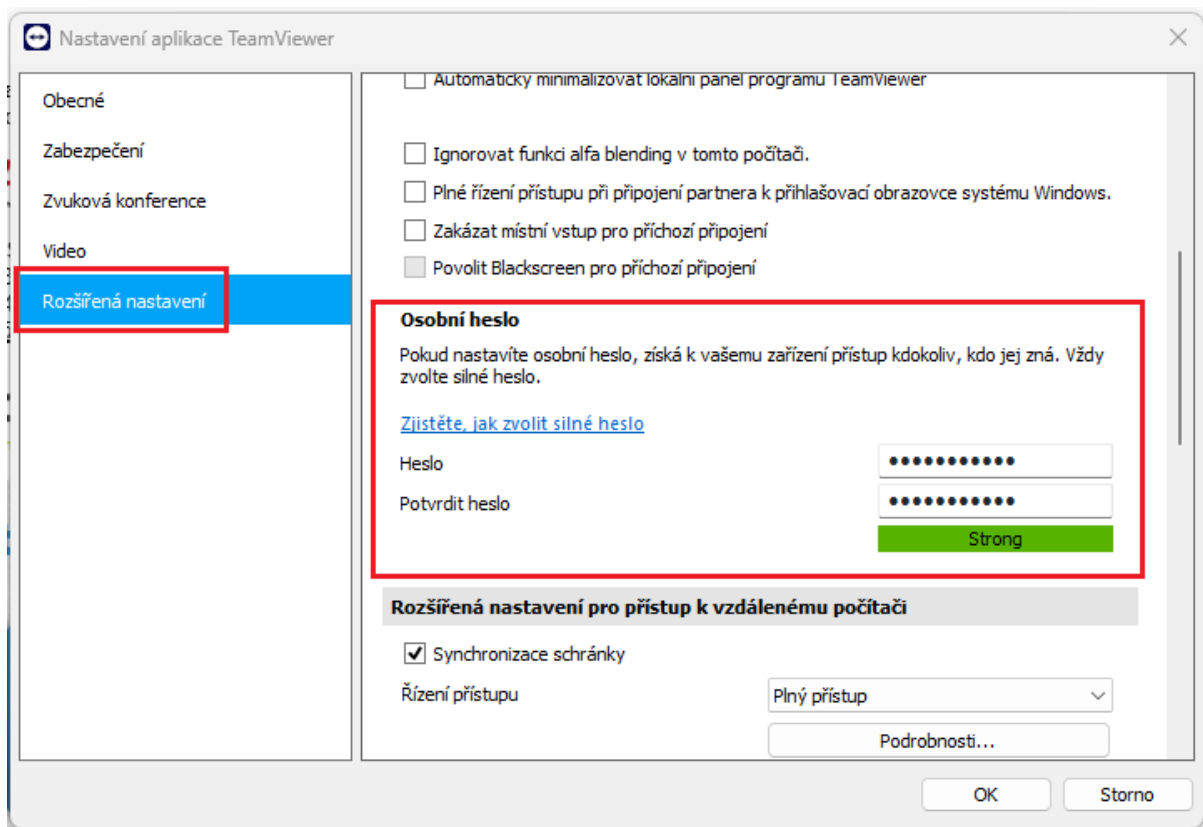 Nastavení aplikace TeamViewer
Obecné
Zabezpečení
Zvuková konference
Video
Rozšířená nastavení
Automaticky minimalizovat lokální panel programu TeamViewer
Ignorovat funkci alfa blending v tomto počítači.
Plné řízení přístupu při připojení partnera k přihlašovací obrazovce systému Windows.
Zakázat místní vstup pro příchozí připojení
Povolit Blackscreen pro příchozí připojení
Osobní heslo
Pokud nastavíte osobní heslo, získá k vašemu zařízení přístup kdokoliv, kdo jej zná. Vždy
zvolte silné heslo.
Zjistěte, jak zvolit silné heslo
Heslo
Potvrdit heslo
Strong
Rozšířená nastavení pro přístup k vzdálenému počítači
Synchronizace schránky
Řízení přístupu
Plný přístup
Podrobnosti...
OK
Storno